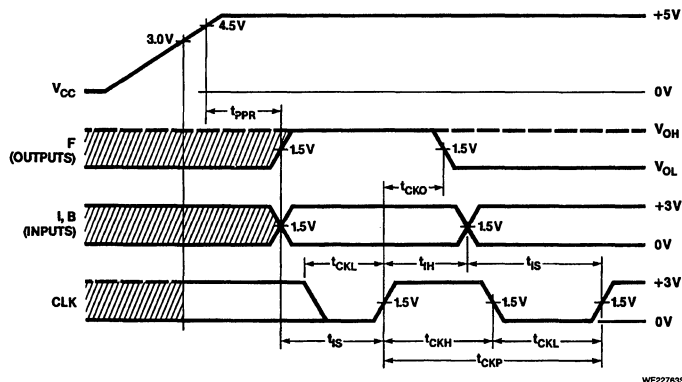 +5V
4.5V
3.0V
VCC
0V
tPPR
F
(OUTPUTS)
VOH
1.5V
1.5V
VOL
tCKO
I, B
(INPUTS)
+3V
1.5V
1.5V
0V
tCKL
tIH
tIS
CLK
+3V
1.5V
1.5V
1.5V
0V
tIS
tCKH
tCKL
tCKP
WF22763S